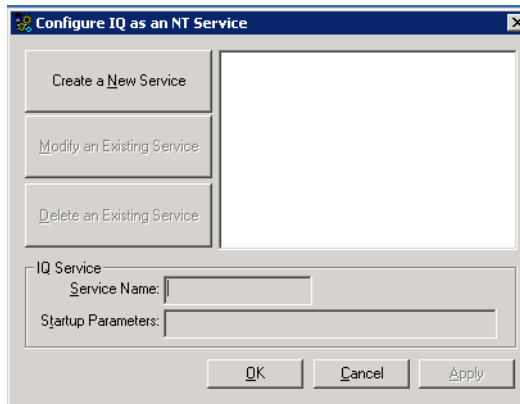 Configure IQ as an NT Service
Create a New Service
Modify an Existing Service
Delete an Existing Service
IQ Service
Service Name:
Startup Parameters:
OK
Cancel
Apply